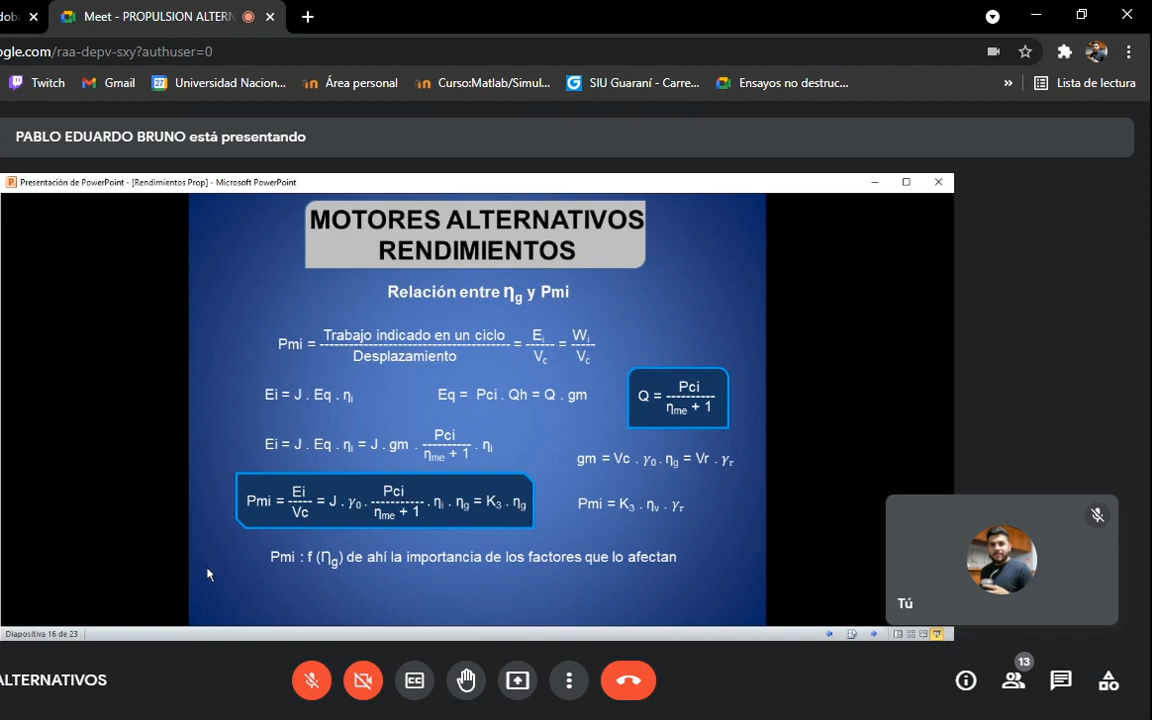 Meet - PROPULSION ALTERN
ogle.com/raa-depv-sxy?authuser=0
Twitch Gmail 27 Universidad Nacion... Área personal Curso:Matlab/Simul... SIU Guaraní - Carre... Ensayos no destruc... » Lista de lectura
PABLO EDUARDO BRUNO está presentando
Presentación de PowerPoint - [Rendimientos Prop] - Microsoft PowerPoint
MOTORES ALTERNATIVOS
RENDIMIENTOS
Relación entre ηg y Pmi
Pmi = Trabajo indicado en un ciclo / Desplazamiento = Ei / Vc = Wi / Vc
Ei = J . Eq . ηi
Eq = Pci . Qh = Q . gm
Q = Pci / ηme + 1
Ei = J . Eq . ηi = J . gm . Pci / ηme + 1 . ηi
gm = Vc . γ0 . ηg = Vr . γr
Pmi = Ei / Vc = J . γ0 . Pci / ηme + 1 . ηi . ηg = K3 . ηg
Pmi = K3 . ηv . γr
Pmi : f (ηg) de ahí la importancia de los factores que lo afectan
Tú
Diapositiva 16 de 23
ALTERNATIVOS
13